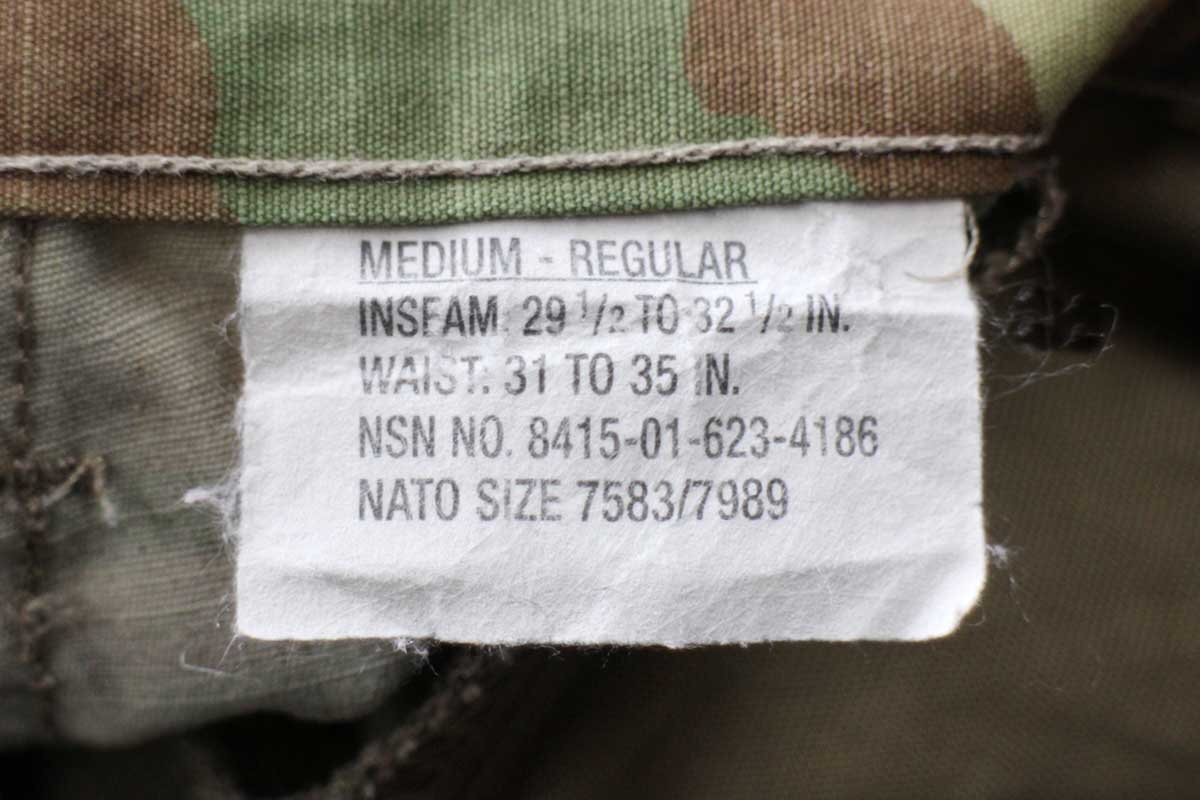 MEDIUM - REGULAR
INSEAM: 29 1/2 TO 32 1/2 IN.
WAIST: 31 TO 35 IN.
NSN NO. 8415-01-623-4186
NATO SIZE 7583/7989